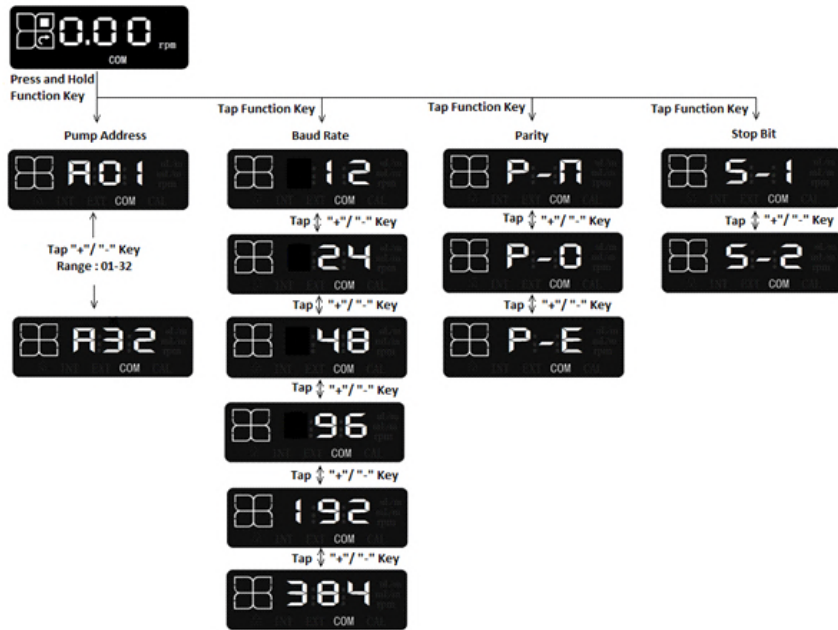 0.00 rpm
COM
Press and Hold
Function Key
Tap Function Key
Tap Function Key
Tap Function Key
Pump Address
Baud Rate
Parity
Stop Bit
A01
COM
12
COM
P-N
COM
S-1
COM
Tap "+"/ "-" Key
Tap "+"/ "-" Key
Tap "+"/ "-" Key
Tap "+"/ "-" Key
Range : 01-32
24
COM
P-O
COM
S-2
COM
Tap "+"/ "-" Key
Tap "+"/ "-" Key
A32
COM
48
COM
P-E
COM
Tap "+"/ "-" Key
96
rpm
COM
Tap "+"/ "-" Key
192
rpm
COM
Tap "+"/ "-" Key
384
COM